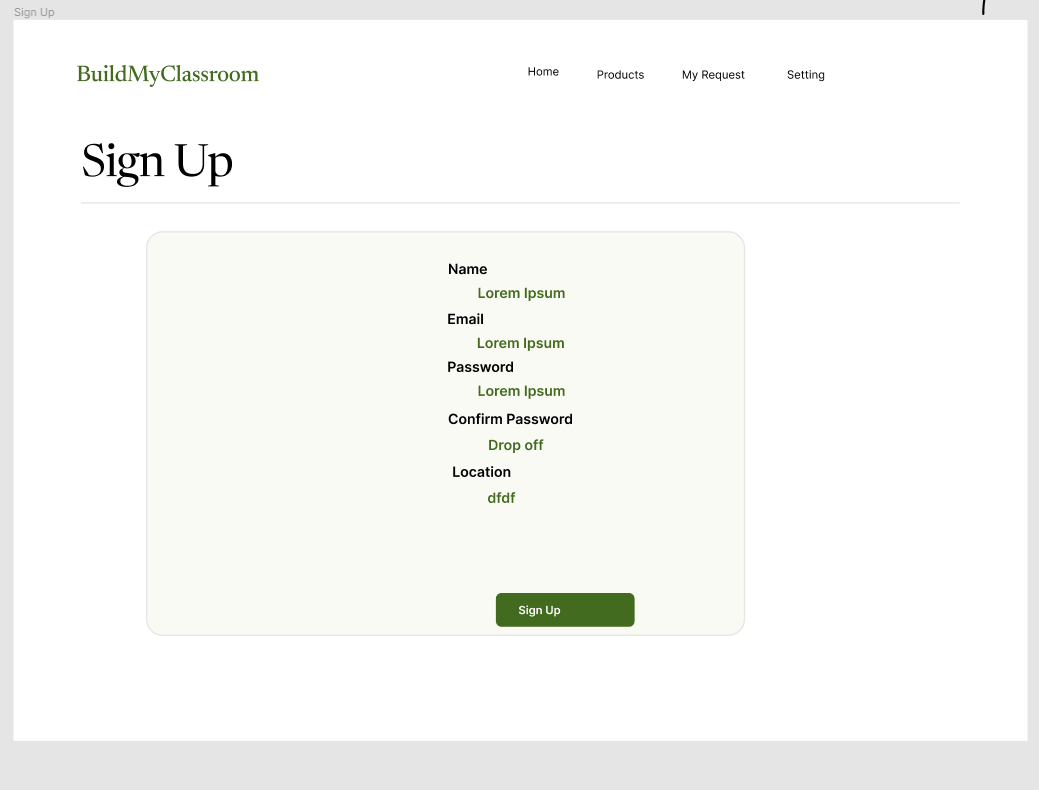 Sign Up
BuildMyClassroom
Home Products My Request Setting
Sign Up
Name
Lorem Ipsum
Email
Lorem Ipsum
Password
Lorem Ipsum
Confirm Password
Drop off
Location
dfdf
Sign Up